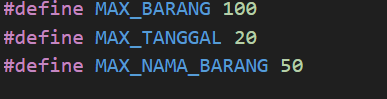 #define MAX_BARANG 100
#define MAX_TANGGAL 20
#define MAX_NAMA_BARANG 50